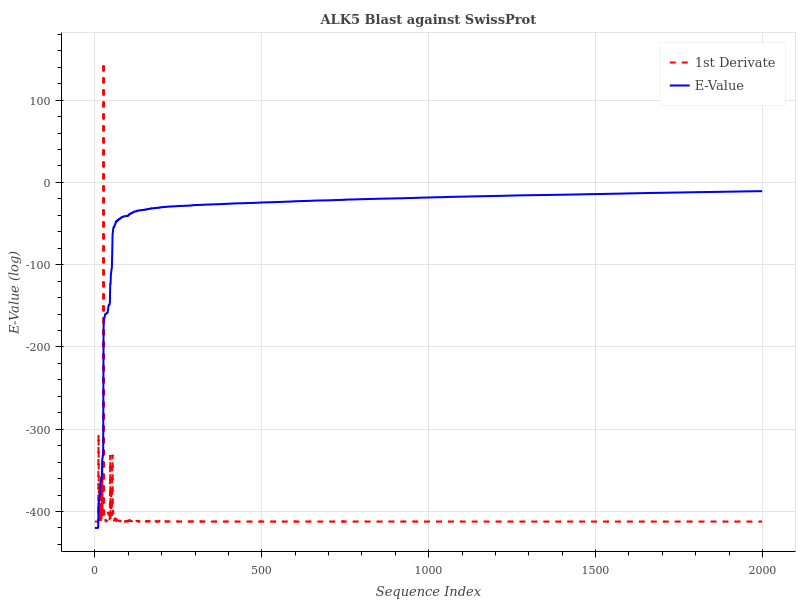 ALK5 Blast against SwissProt
1st Derivate
E-Value
100
0
-100
-200
-300
-400
E-Value (log)
0 500 1000 1500 2000
Sequence Index